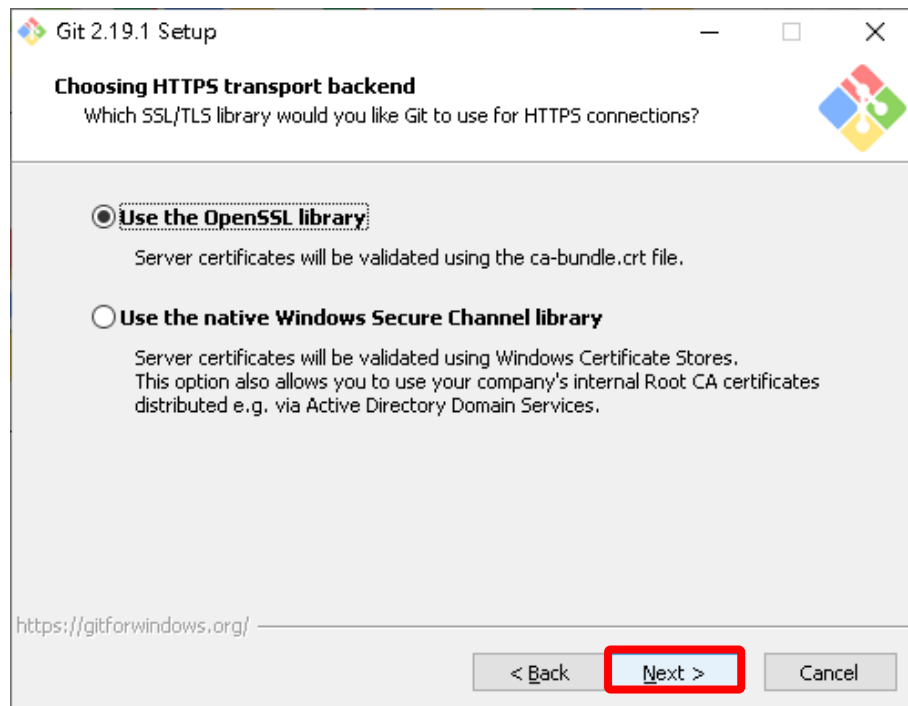 Git 2.19.1 Setup
Choosing HTTPS transport backend
Which SSL/TLS library would you like Git to use for HTTPS connections?
Use the OpenSSL library
Server certificates will be validated using the ca-bundle.crt file.
Use the native Windows Secure Channel library
Server certificates will be validated using Windows Certificate Stores.
This option also allows you to use your company's internal Root CA certificates
distributed e.g. via Active Directory Domain Services.
https://gitforwindows.org/
< Back Next > Cancel